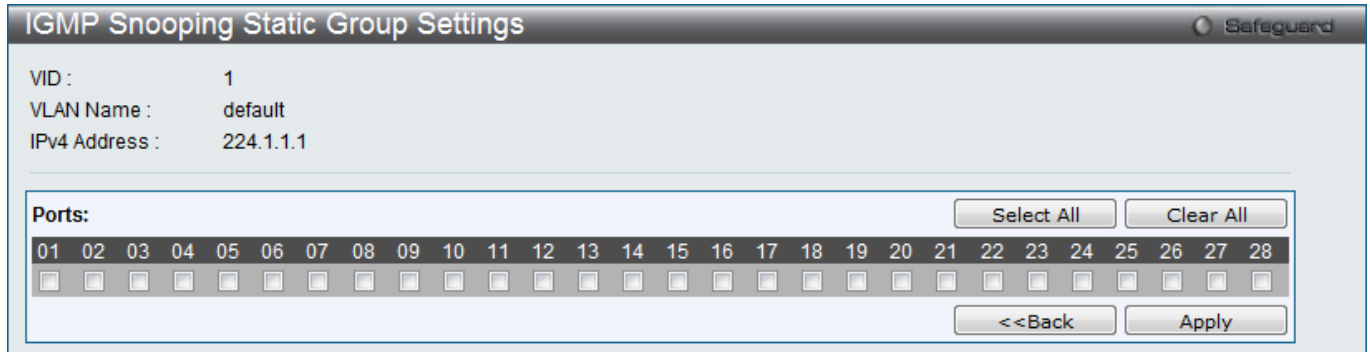 IGMP Snooping Static Group Settings Safeguard
VID : 1
VLAN Name : default
IPv4 Address : 224.1.1.1
Ports: Select All Clear All
01 02 03 04 05 06 07 08 09 10 11 12 13 14 15 16 17 18 19 20 21 22 23 24 25 26 27 28
<<Back Apply